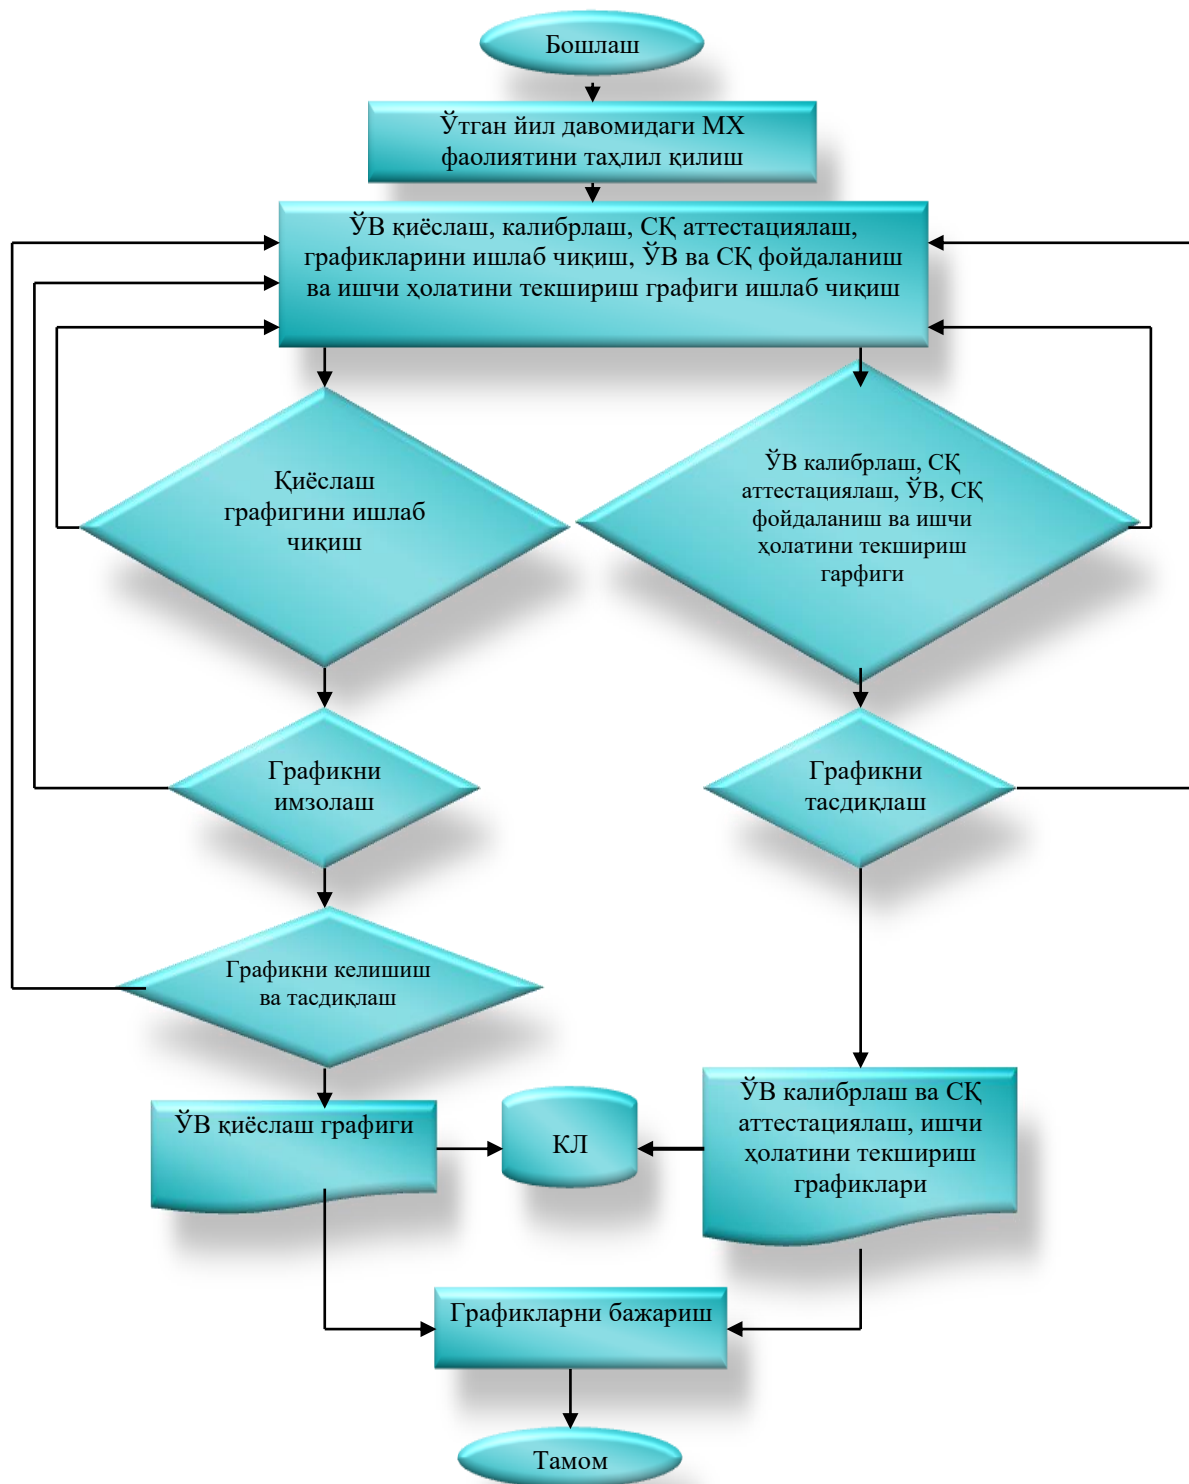 Бошлаш
Ўтган йил давомидаги МХ
фаолиятини таҳлил қилиш
ЎВ қиёслаш, калибрлаш, СҚ аттестациялаш,
графикларини ишлаб чиқиш, ЎВ ва СҚ фойдаланиш
ва ишчи ҳолатини текшириш графиги ишлаб чиқиш
Қиёслаш
графигини ишлаб
чиқиш
ЎВ калибрлаш, СҚ
аттестациялаш, ЎВ, СҚ
фойдаланиш ва ишчи
ҳолатини текшириш
гарфиги
Графикни
имзолаш
Графикни
тасдиқлаш
Графикни келишиш
ва тасдиқлаш
ЎВ қиёслаш графиги
КЛ
ЎВ калибрлаш ва СҚ
аттестациялаш, ишчи
ҳолатини текшириш
графиклари
Графикларни бажариш
Тамом